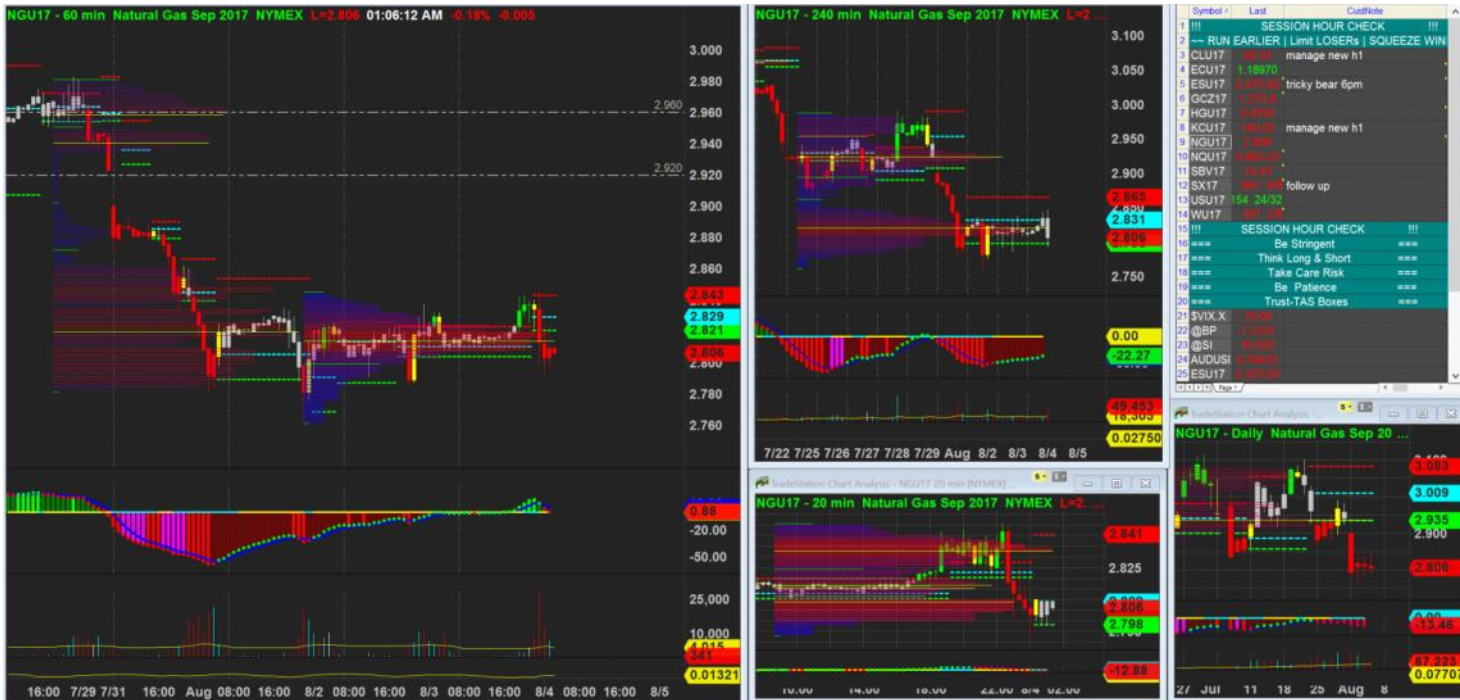 NGU17 - 60 min Natural Gas Sep 2017 NYMEX L=2.806 01:06:12 AM -0.18% -0.005
3.000
2.980
2.960
2.960
2.940
2.920
2.920
2.900
2.880
2.860
2.843
2.829
2.821
2.806
2.800
2.780
2.760
0.88
-20.00
-50.00
25,000
10,000
4,015
341
0.01321
16:00 7/29 7/31 16:00 Aug 08:00 16:00 8/2 08:00 16:00 8/3 08:00 16:00 8/4 08:00 16:00 8/5
NGU17 - 240 min Natural Gas Sep 2017 NYMEX L=2 ...
3.100
3.050
3.000
2.950
2.900
2.865
2.831
2.806
2.750
0.00
-22.27
49,453
18,305
0.02750
7/22 7/25 7/26 7/27 7/28 7/29 Aug 8/2 8/3 8/4 8/5
TradeStation Chart Analysis - NGU17 20 min [NYMEX] ...
NGU17 - 20 min Natural Gas Sep 2017 NYMEX L=2. ...
2.841
2.825
2.806
2.798
-12.88
10:00 14:00 18:00 22:00 8/4 02:00
Symbol Last CustNote
1 !!! SESSION HOUR CHECK !!!
2 ~~ RUN EARLIER | Limit LOSERs | SQUEEZE WIN
3 CLU17 manage new h1
4 ECU17 1.18970
5 ESU17 tricky bear 6pm
6 GCZ17
7 HGU17
8 KCU17 manage new h1
9 NGU17
10 NQU17
11 SBV17
12 SX17 follow up
13 USU17 154 24/32
14 WU17
15 !!! SESSION HOUR CHECK !!!
16 === Be Stringent ===
17 === Think Long & Short ===
18 === Take Care Risk ===
19 === Be Patience ===
20 === Trust-TAS Boxes ===
21 $VIX.X
22 @BP
23 @SI
24 AUDUSI
25 ESU17
Page 1
TradeStation Chart Analysis - ...
NGU17 - Daily Natural Gas Sep 20 ...
3.083
3.009
2.935
2.900
2.806
0.00
-13.46
87,223
0.07707
27 Jul 11 18 25 Aug 8